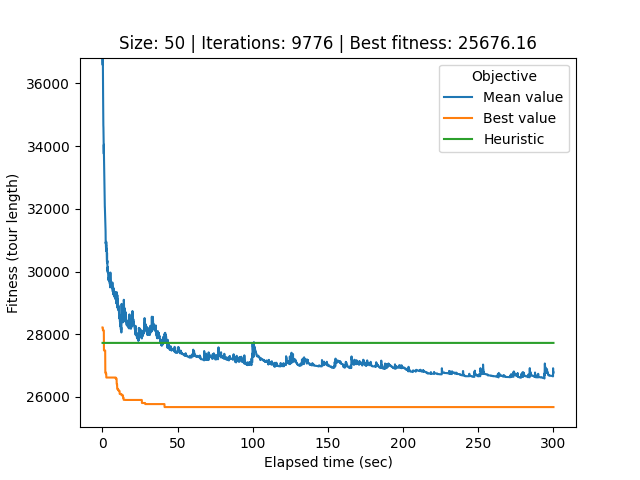 Size: 50 | Iterations: 9776 | Best fitness: 25676.16
Objective
Mean value
Best value
Heuristic
36000
34000
32000
30000
28000
26000
Fitness (tour length)
0
50
100
150
200
250
300
Elapsed time (sec)